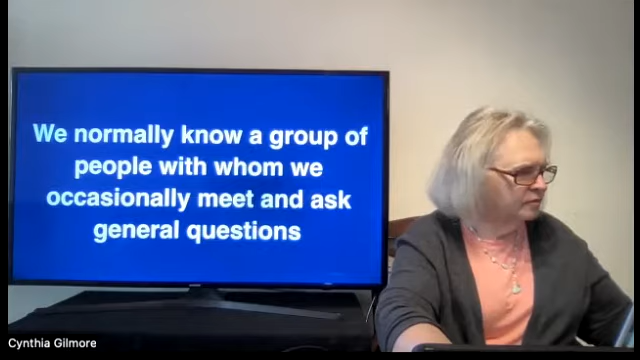 We normally know a group of
people with whom we
occasionally meet and ask
general questions
Cynthia Gilmore